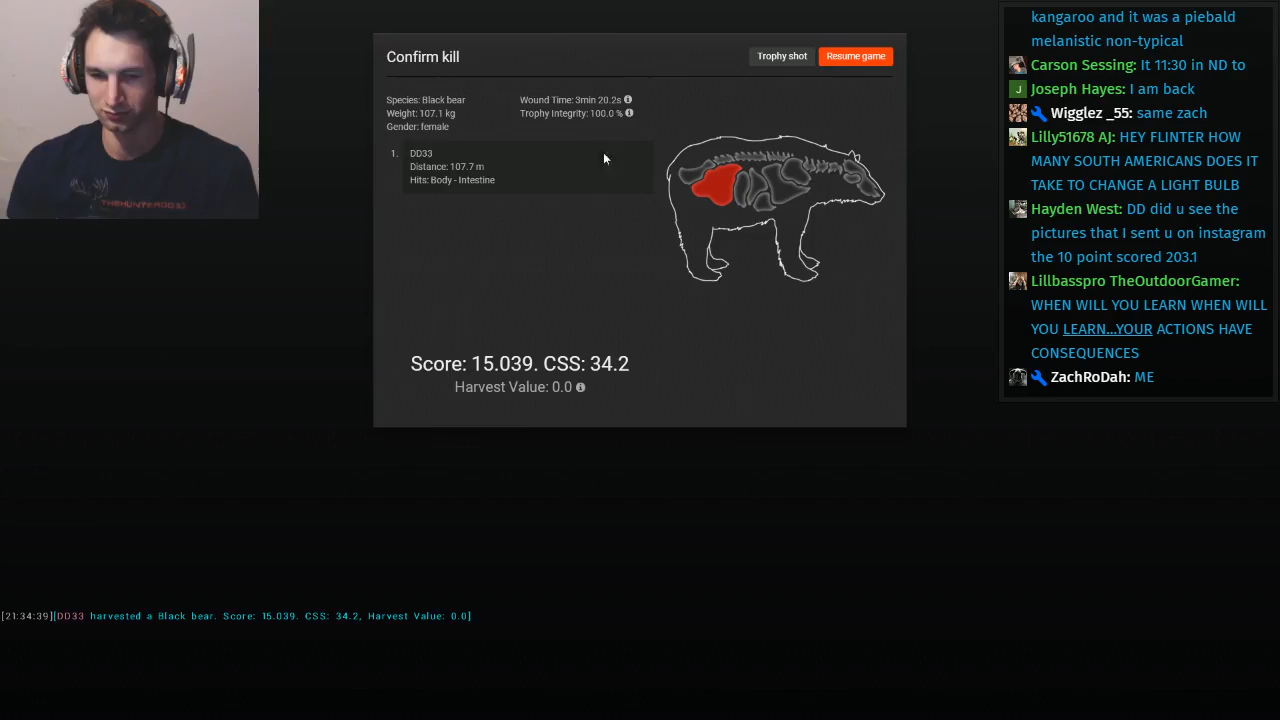 Confirm kill
Trophy shot
Resume game
Species: Black bear
Weight: 107.1 kg
Gender: female
Wound Time: 3min 20.2s
Trophy Integrity: 100.0 %
1. DD33
Distance: 107.7 m
Hits: Body - Intestine
Score: 15.039. CSS: 34.2
Harvest Value: 0.0
[21:34:39][DD33 harvested a Black bear. Score: 15.039. CSS: 34.2, Harvest Value: 0.0]
THEHUNTERDD33
kangaroo and it was a piebald
melanistic non-typical
Carson Sessing: It 11:30 in ND to
Joseph Hayes: I am back
Wigglez _55: same zach
Lilly51678 AJ: HEY FLINTER HOW
MANY SOUTH AMERICANS DOES IT
TAKE TO CHANGE A LIGHT BULB
Hayden West: DD did u see the
pictures that I sent u on instagram
the 10 point scored 203.1
Lillbasspro TheOutdoorGamer:
WHEN WILL YOU LEARN WHEN WILL
YOU LEARN...YOUR ACTIONS HAVE
CONSEQUENCES
ZachRoDah: ME